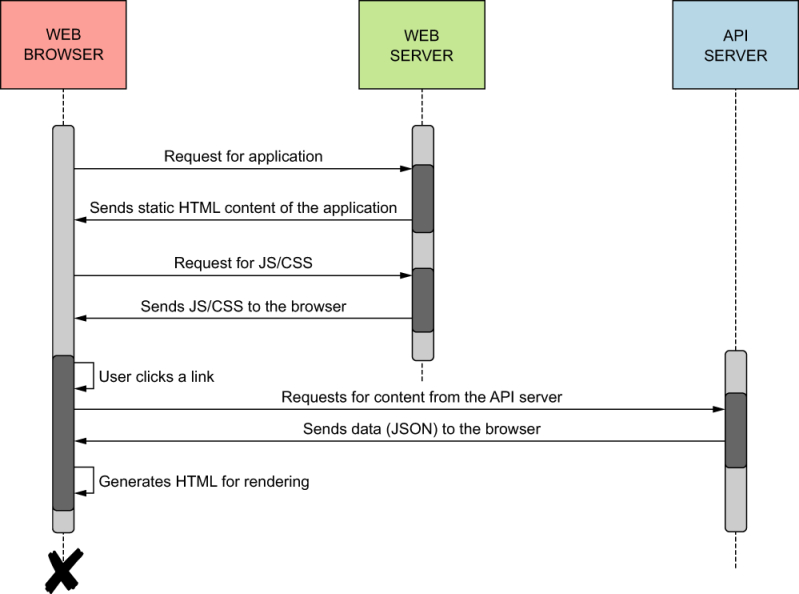 WEB
BROWSER
WEB
SERVER
API
SERVER
Request for application
Sends static HTML content of the application
Request for JS/CSS
Sends JS/CSS to the browser
User clicks a link
Requests for content from the API server
Sends data (JSON) to the browser
Generates HTML for rendering